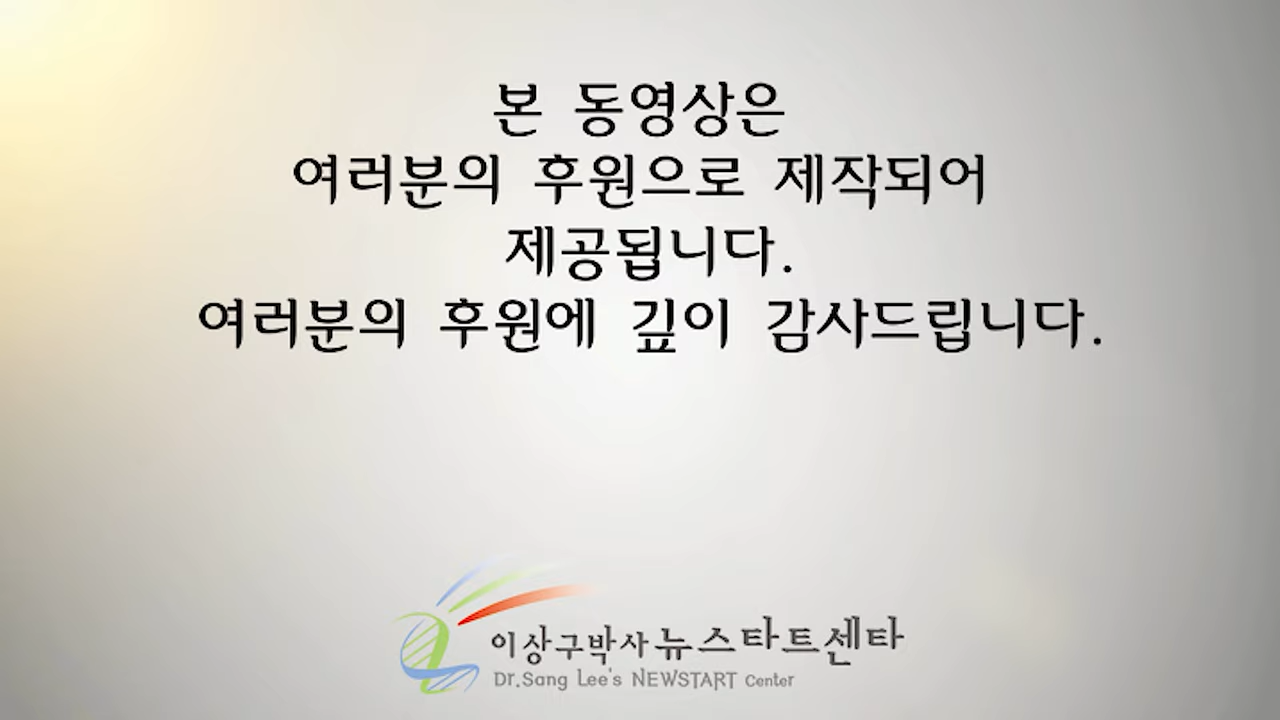 본 동영상은
여러분의 후원으로 제작되어
제공됩니다.
여러분의 후원에 깊이 감사드립니다.
이상구박사 뉴스타트센타
Dr.Sang Lee's NEWSTART Center